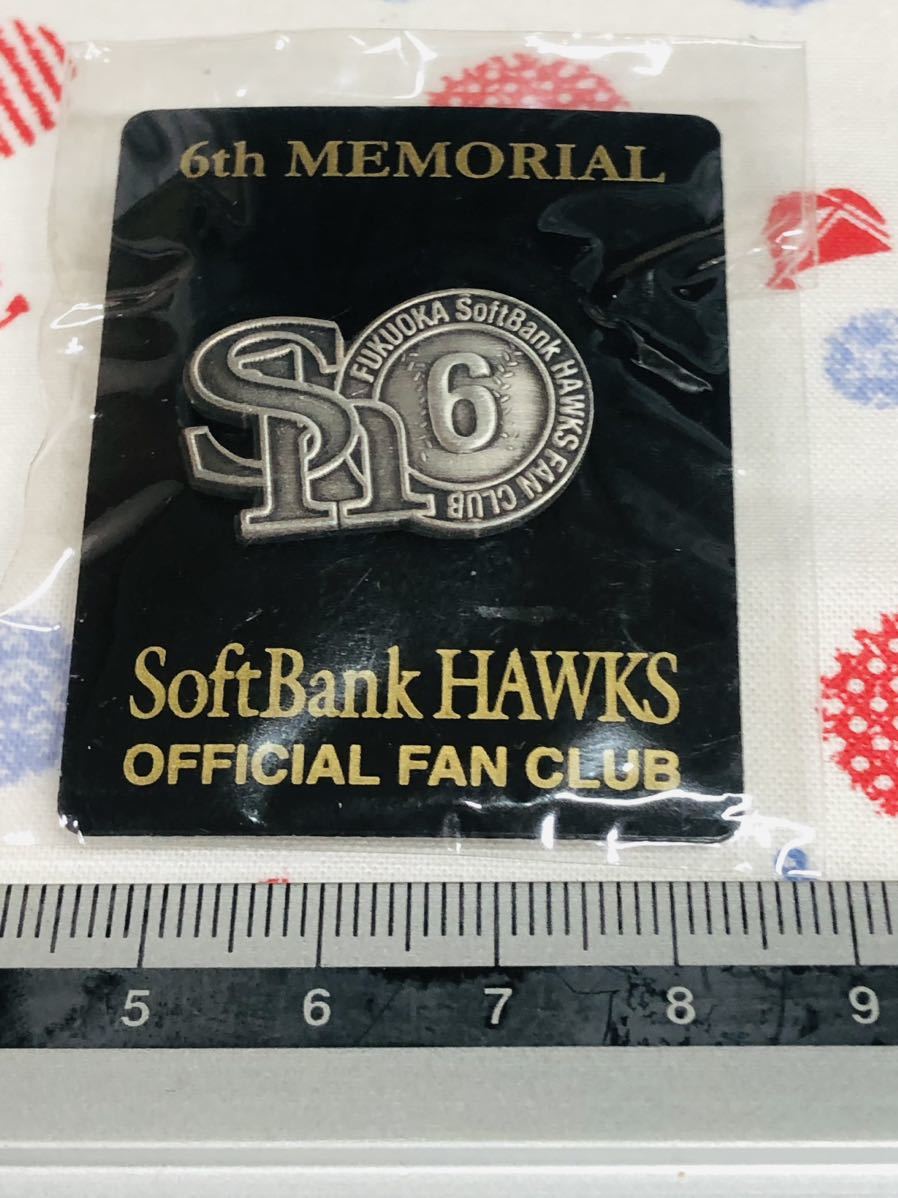 6th MEMORIAL
SH
FUKUOKA SoftBank HAWKS FAN CLUB
6
SoftBank HAWKS
OFFICIAL FAN CLUB
5 6 7 8 9